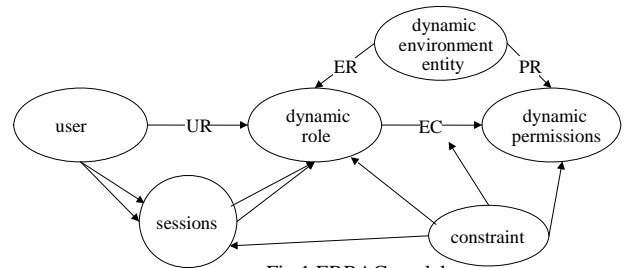 dynamic
environment
entity
ER
PR
user
UR
dynamic
role
EC
dynamic
permissions
sessions
constraint